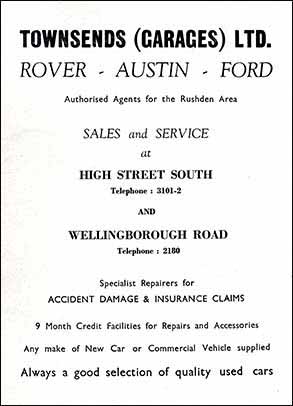 TOWNSENDS (GARAGES) LTD.
ROVER - AUSTIN - FORD
Authorised Agents for the Rushden Area
SALES and SERVICE
at
HIGH STREET SOUTH
Telephone : 3101-2
AND
WELLINGBOROUGH ROAD
Telephone : 2180
Specialist Repairers for
ACCIDENT DAMAGE & INSURANCE CLAIMS
9 Month Credit Facilities for Repairs and Accessories
Any make of New Car or Commercial Vehicle supplied
Always a good selection of quality used cars